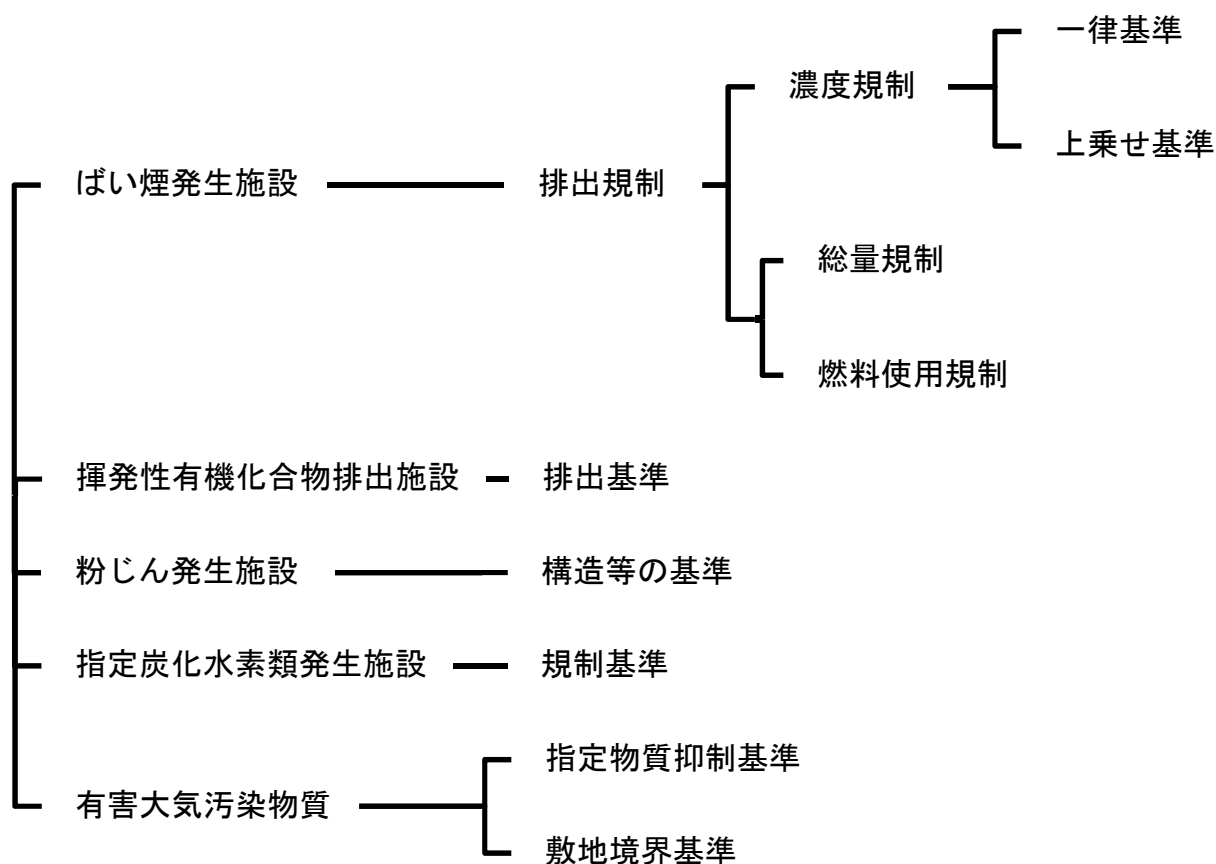 一律基準
濃度規制
上乗せ基準
ばい煙発生施設
排出規制
総量規制
燃料使用規制
揮発性有機化合物排出施設
排出基準
粉じん発生施設
構造等の基準
指定炭化水素類発生施設
規制基準
指定物質抑制基準
有害大気汚染物質
敷地境界基準